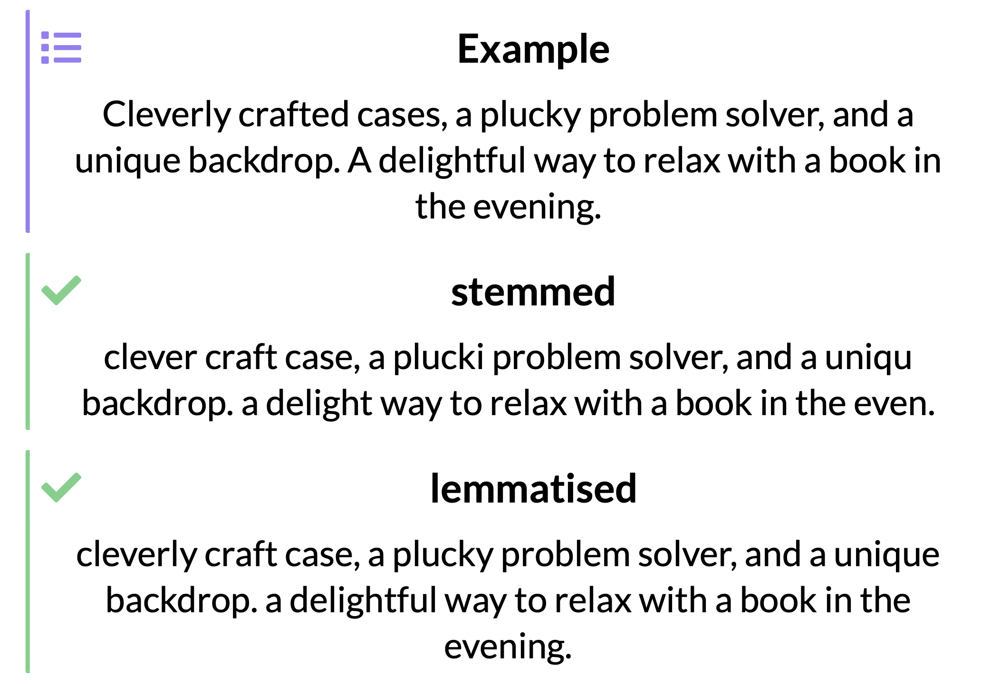 Example
Cleverly crafted cases, a plucky problem solver, and a
unique backdrop. A delightful way to relax with a book in
the evening.
stemmed
clever craft case, a plucki problem solver, and a uniqu
backdrop. a delight way to relax with a book in the even.
lemmatised
cleverly craft case, a plucky problem solver, and a unique
backdrop. a delightful way to relax with a book in the
evening.